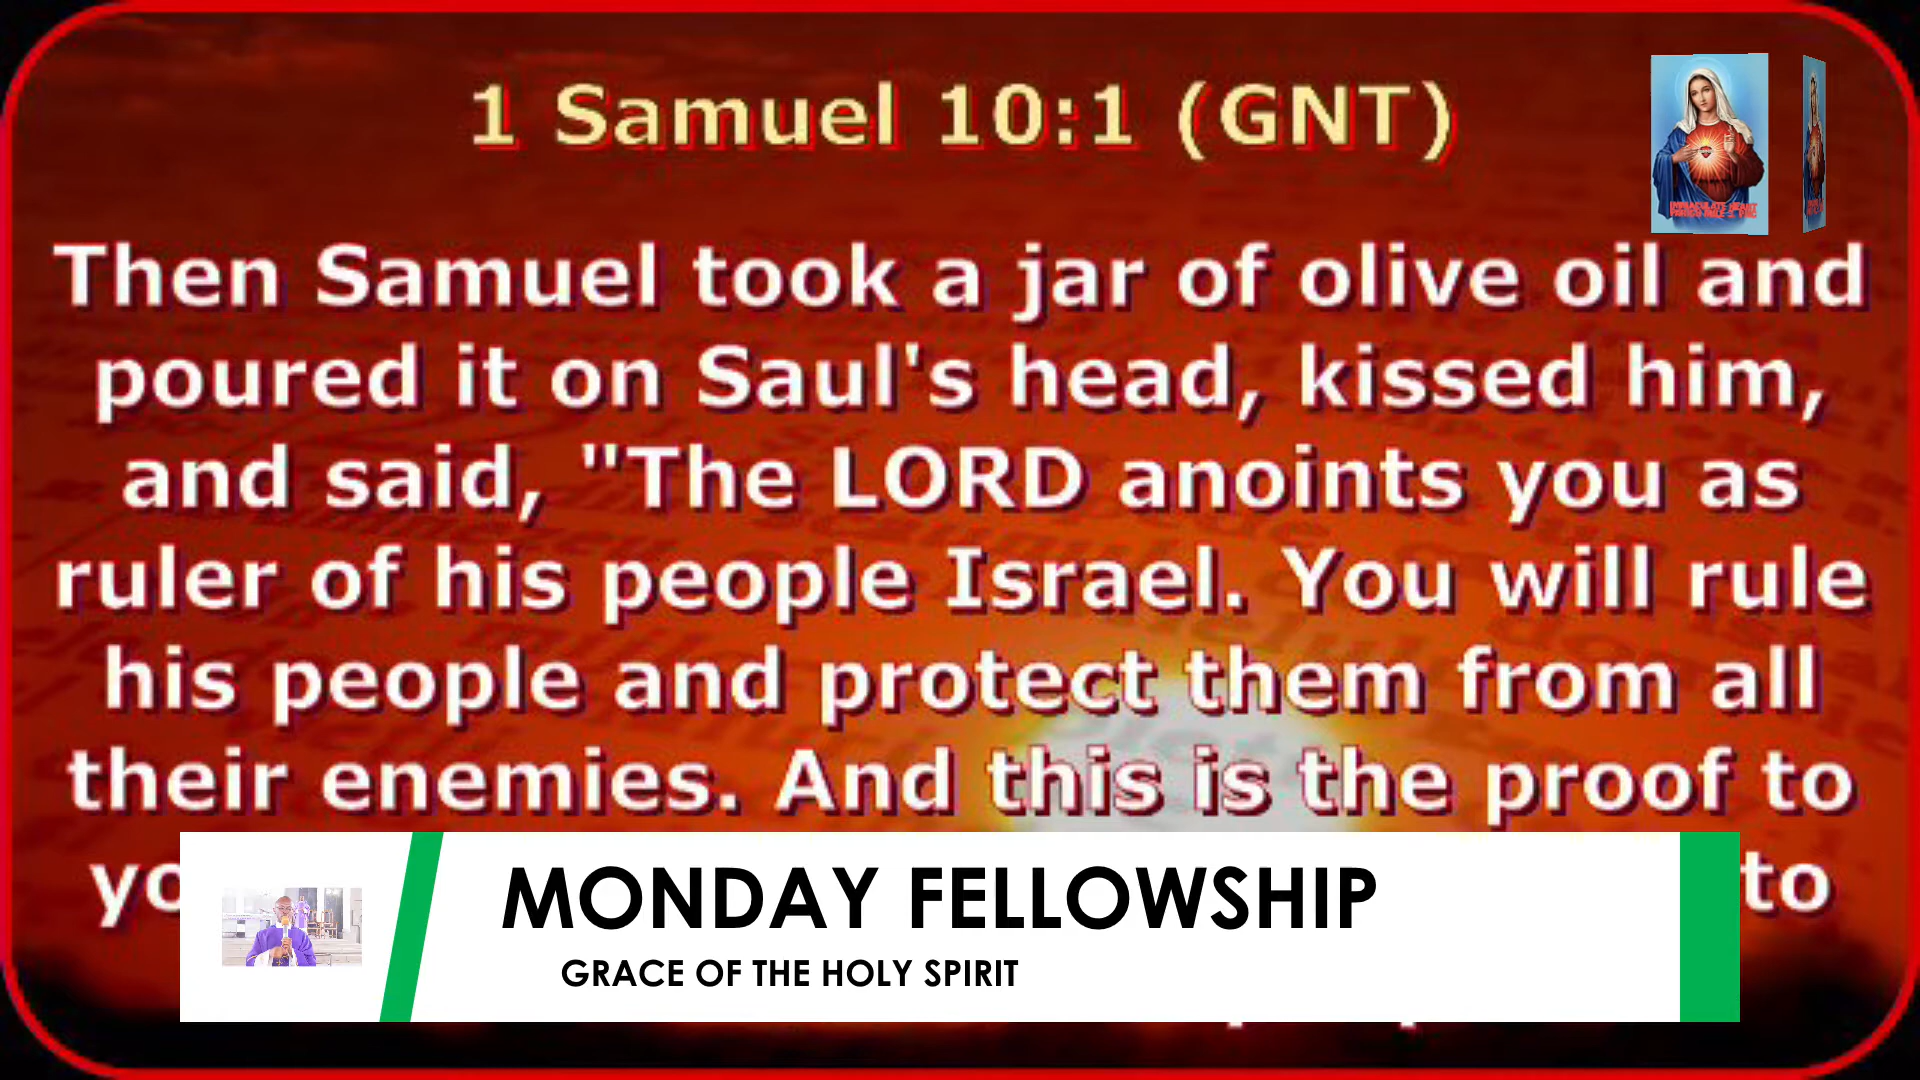 1 Samuel 10:1 (GNT)
Then Samuel took a jar of olive oil and
poured it on Saul's head, kissed him,
and said, "The LORD anoints you as
ruler of his people Israel. You will rule
his people and protect them from all
their enemies. And this is the proof to
to
MONDAY FELLOWSHIP
GRACE OF THE HOLY SPIRIT